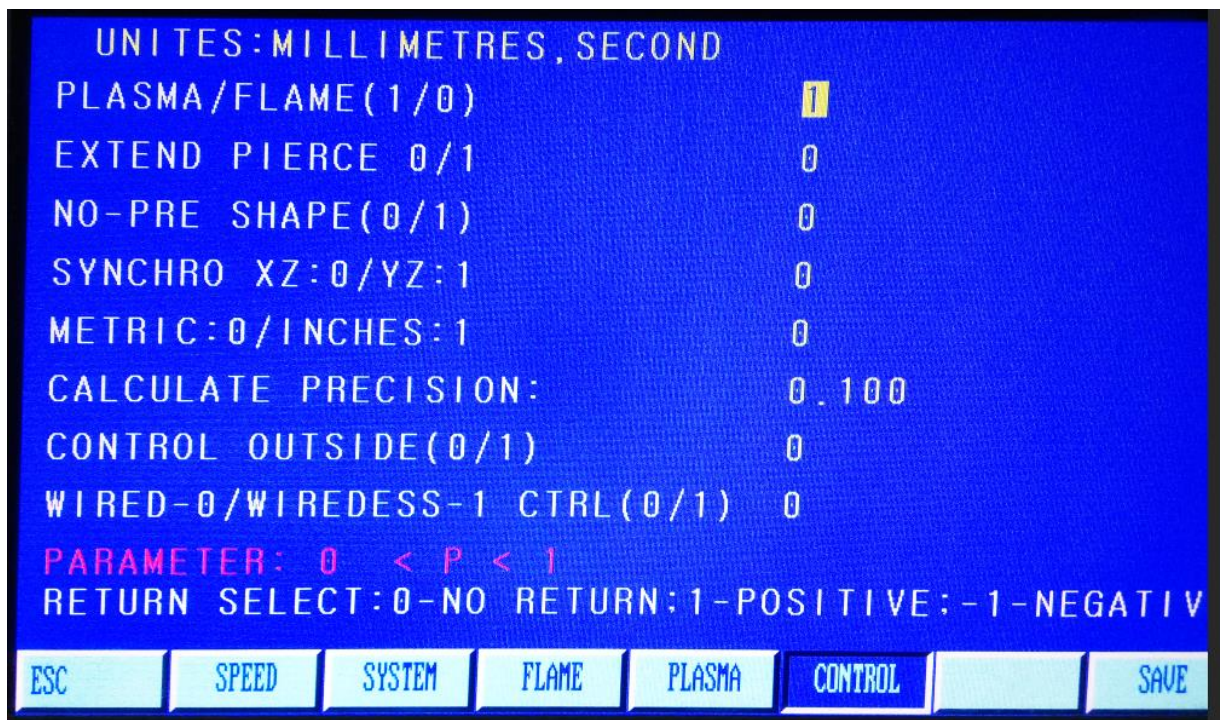 UNITES:MILLIMETRES,SECOND
PLASMA/FLAME(1/0) 1
EXTEND PIERCE 0/1 0
NO-PRE SHAPE(0/1) 0
SYNCHRO XZ:0/YZ:1 0
METRIC:0/INCHES:1 0
CALCULATE PRECISION: 0.100
CONTROL OUTSIDE(0/1) 0
WIRED-0/WIREDESS-1 CTRL(0/1) 0
PARAMETER: 0 < P < 1
RETURN SELECT:0-NO RETURN;1-POSITIVE;-1-NEGATIV
ESC SPEED SYSTEM FLAME PLASMA CONTROL SAVE